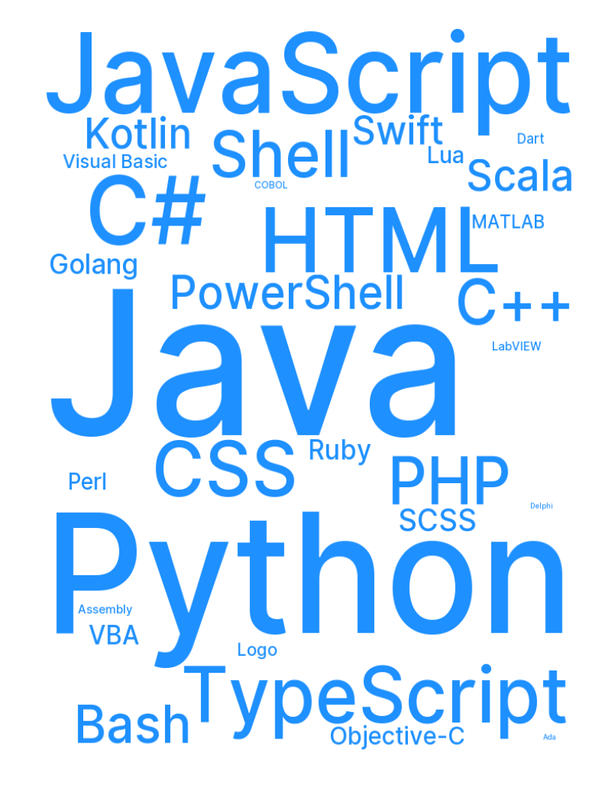 JavaScript
Kotlin
Swift
Shell
Dart
Lua
Visual Basic
Scala
COBOL
C#
HTML
MATLAB
Golang
PowerShell
C++
Java
LabVIEW
CSS
Ruby
PHP
Perl
Delphi
SCSS
Python
Assembly
VBA
Logo
TypeScript
Bash
Objective-C
Ada